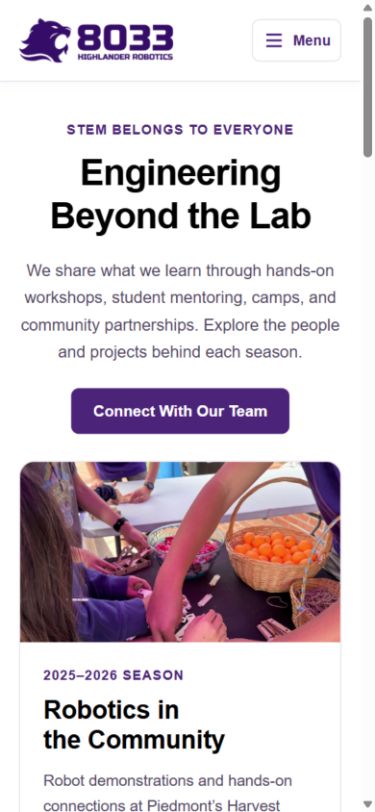 8033
HIGHLANDER ROBOTICS
Menu
STEM BELONGS TO EVERYONE
Engineering
Beyond the Lab
We share what we learn through hands-on
workshops, student mentoring, camps, and
community partnerships. Explore the people
and projects behind each season.
Connect With Our Team
2025–2026 SEASON
Robotics in
the Community
Robot demonstrations and hands-on
connections at Piedmont’s Harvest